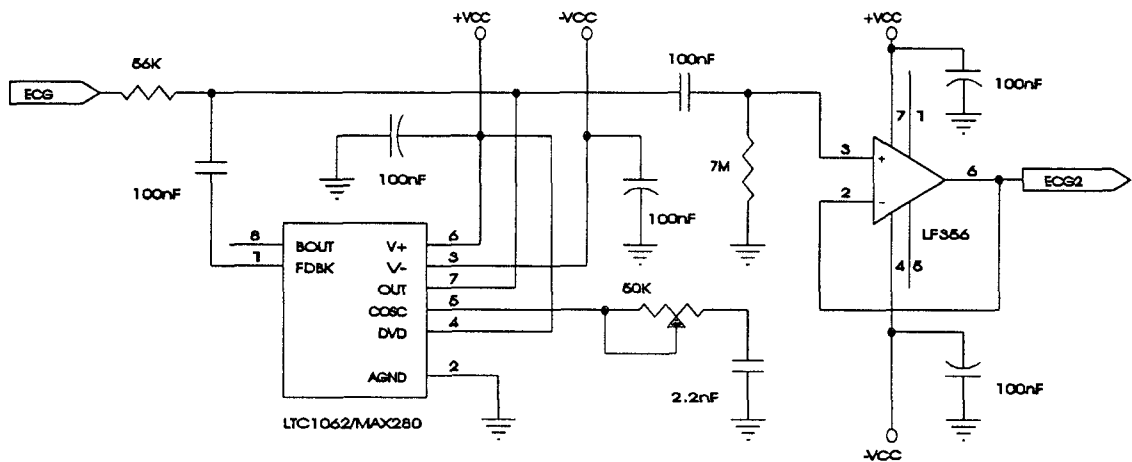 +VCC
-VCC
+VCC
56K
100nF
ECG
100nF
100nF
7
1
100nF
100nF
7M
3
6
ECG2
2
LF356
100nF
8
BOUT
V+
6
1
FDBK
V-
3
OUT
7
4
5
COSC
5
50K
DVD
4
AGND
2
2.2nF
100nF
LTC1062/MAX280
-VCC